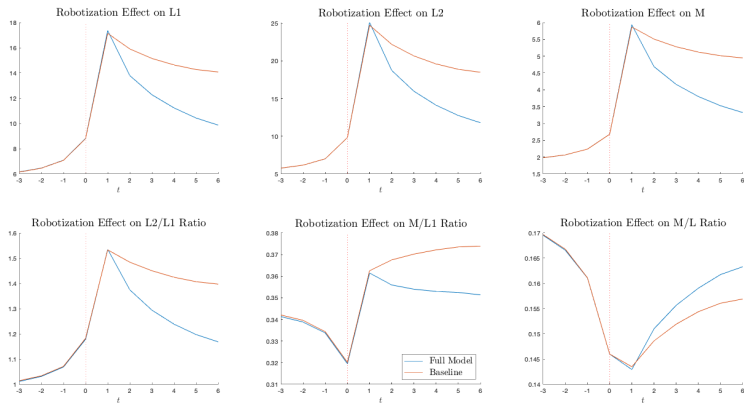 Robotization Effect on L1
18
16
14
12
10
8
6
-3 -2 -1 0 1 2 3 4 5 6
t
Robotization Effect on L2
25
20
15
10
5
-3 -2 -1 0 1 2 3 4 5 6
t
Robotization Effect on M
6
5.5
5
4.5
4
3.5
3
2.5
2
1.5
-3 -2 -1 0 1 2 3 4 5 6
t
Robotization Effect on L2/L1 Ratio
1.6
1.5
1.4
1.3
1.2
1.1
1
-3 -2 -1 0 1 2 3 4 5 6
t
Robotization Effect on M/L1 Ratio
0.38
0.37
0.36
0.35
0.34
0.33
0.32
0.31
-3 -2 -1 0 1 2 3 4 5 6
t
Full Model
Baseline
Robotization Effect on M/L Ratio
0.17
0.165
0.16
0.155
0.15
0.145
0.14
-3 -2 -1 0 1 2 3 4 5 6
t